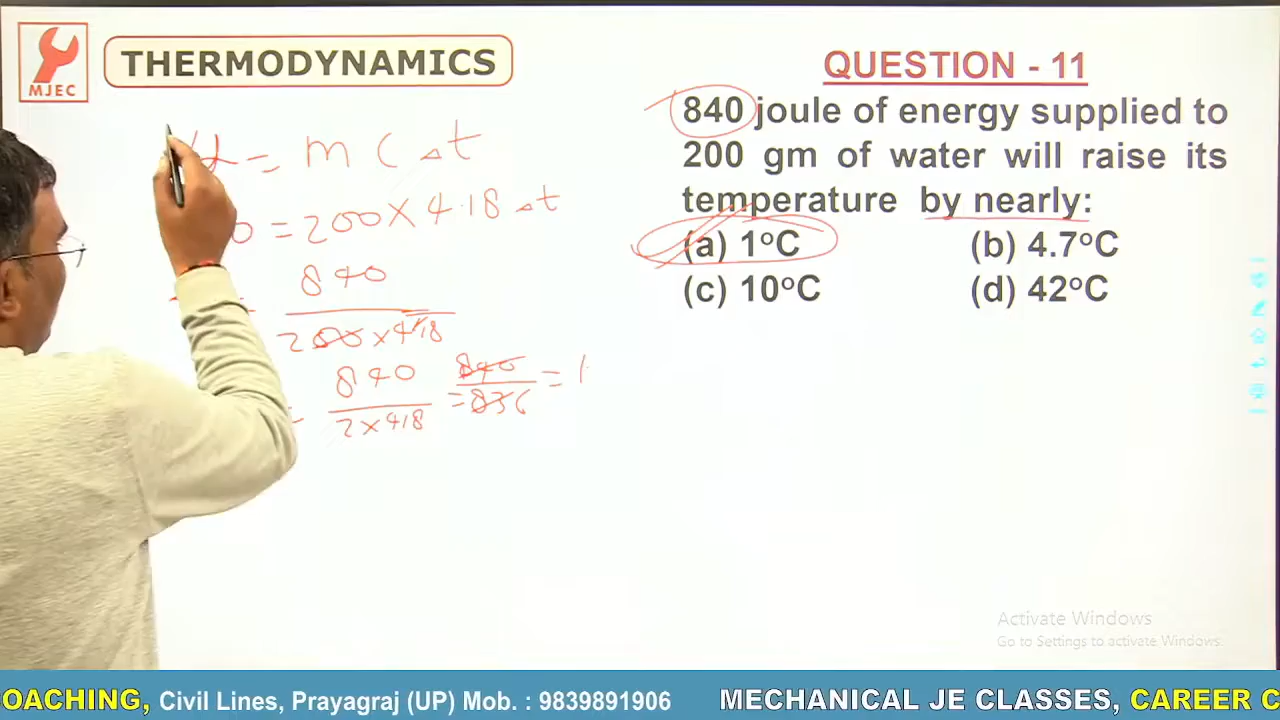 MJEC
THERMODYNAMICS
= m c Δt
= 200 × 4.18 Δt
840
200 × 4.18
840
2 × 418
840
= 836
= 1
QUESTION - 11
840 joule of energy supplied to
200 gm of water will raise its
temperature by nearly:
(a) 1°C (b) 4.7°C
(c) 10°C (d) 42°C
Activate Windows
Go to Settings to activate Windows.
OACHING, Civil Lines, Prayagraj (UP) Mob. : 9839891906 MECHANICAL JE CLASSES, CAREER C